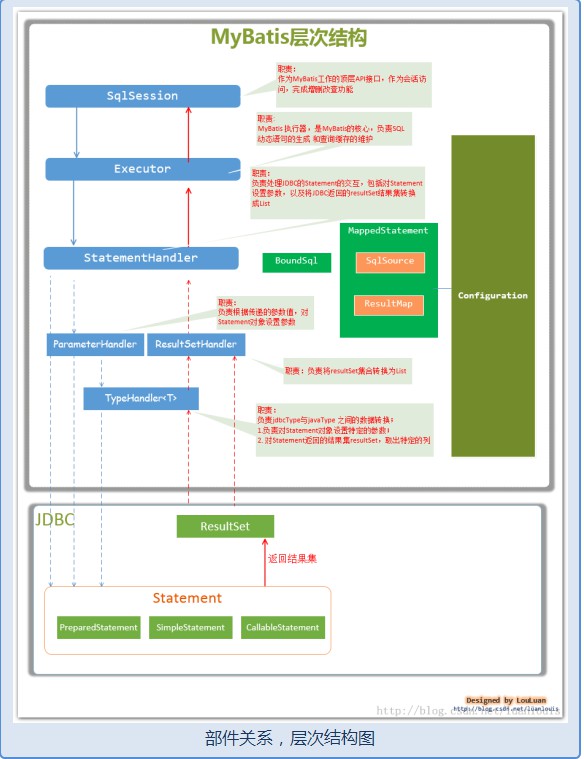 MyBatis层次结构
职责：
作为MyBatis工作的顶层API接口，作为会话访
问，完成增删改查功能
SqlSession
职责：
MyBatis 执行器，是MyBatis的核心，负责SQL
动态语句的生成 和查询缓存的维护
Executor
职责：
负责处理JDBC的Statement的交互，包括对Statement
设置参数，以及将JDBC返回的resultSet结果集转换
成List
StatementHandler
BoundSql
MappedStatement
SqlSource
ResultMap
Configuration
职责：
负责根据传递的参数值，对
Statement对象设置参数
ParameterHandler
ResultSetHandler
职责：负责将resultSet集合转换为List
TypeHandler<T>
职责：
负责jdbcType与javaType 之间的数据转换：
1.负责对Statement对象设置特定的参数；
2. 对Statement返回的结果集resultSet，取出特定的列
JDBC
ResultSet
返回结果集
Statement
PreparedStatement
SimpleStatement
CallableStatement
Designed by LouLuan
http://blog.csdn.net/luanlouis
http://blog.csdn.net/luanlouis
部件关系，层次结构图